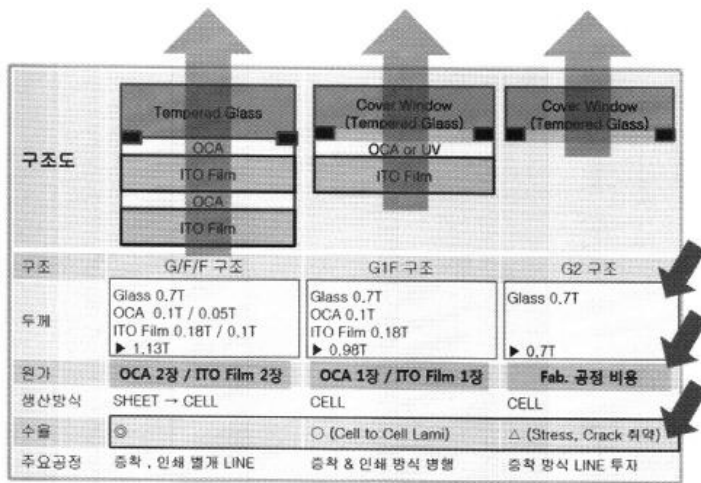 구조도
Tempered Glass
OCA
ITO Film
OCA
ITO Film
Cover Window
(Tempered Glass)
OCA or UV
ITO Film
Cover Window
(Tempered Glass)
구조
G/F/F 구조
G1F 구조
G2 구조
두께
Glass 0.7T
OCA 0.1T / 0.05T
ITO Film 0.18T / 0.1T
▶ 1.13T
Glass 0.7T
OCA 0.1T
ITO Film 0.18T
▶ 0.98T
Glass 0.7T
▶ 0.7T
원가
OCA 2장 / ITO Film 2장
OCA 1장 / ITO Film 1장
Fab. 공정 비용
생산방식
SHEET → CELL
CELL
CELL
수율
◎
○ (Cell to Cell Lami)
△ (Stress, Crack 취약)
주요공정
증착 , 인쇄 별개 LINE
증착 & 인쇄 방식 병행
증착 방식 LINE 투자